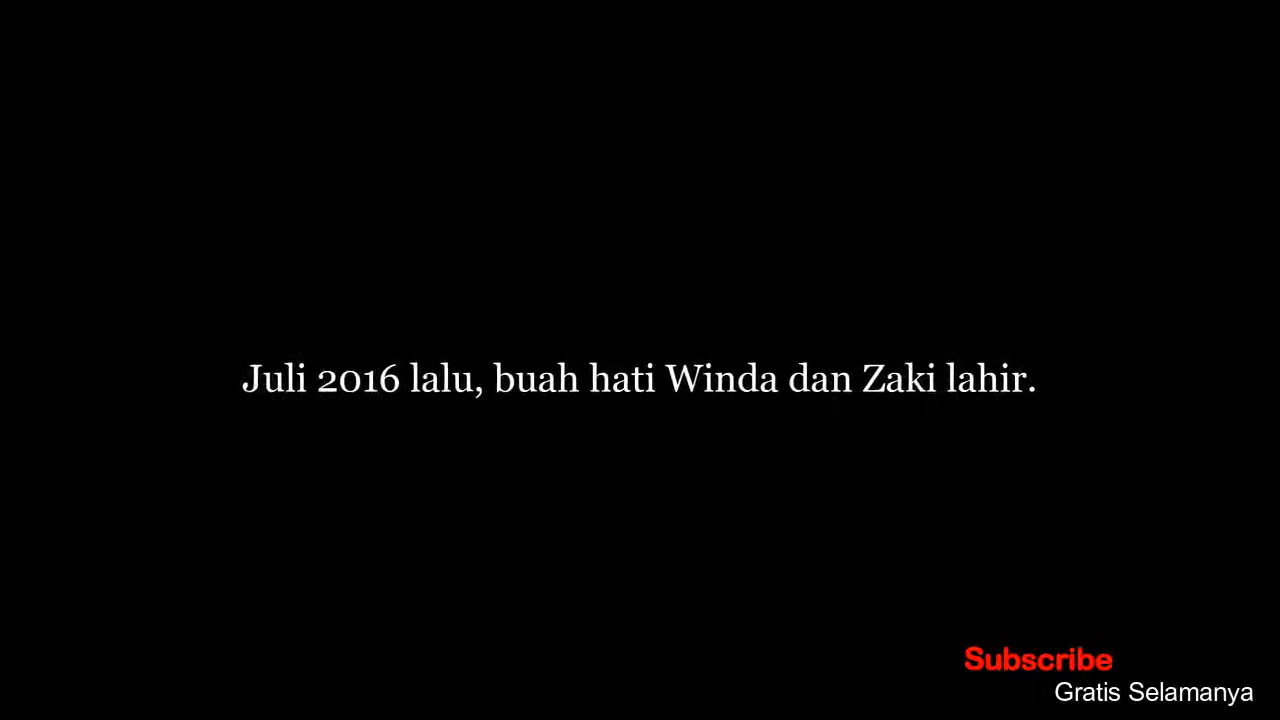 Juli 2016 lalu, buah hati Winda dan Zaki lahir.
Subscribe
Gratis Selamanya